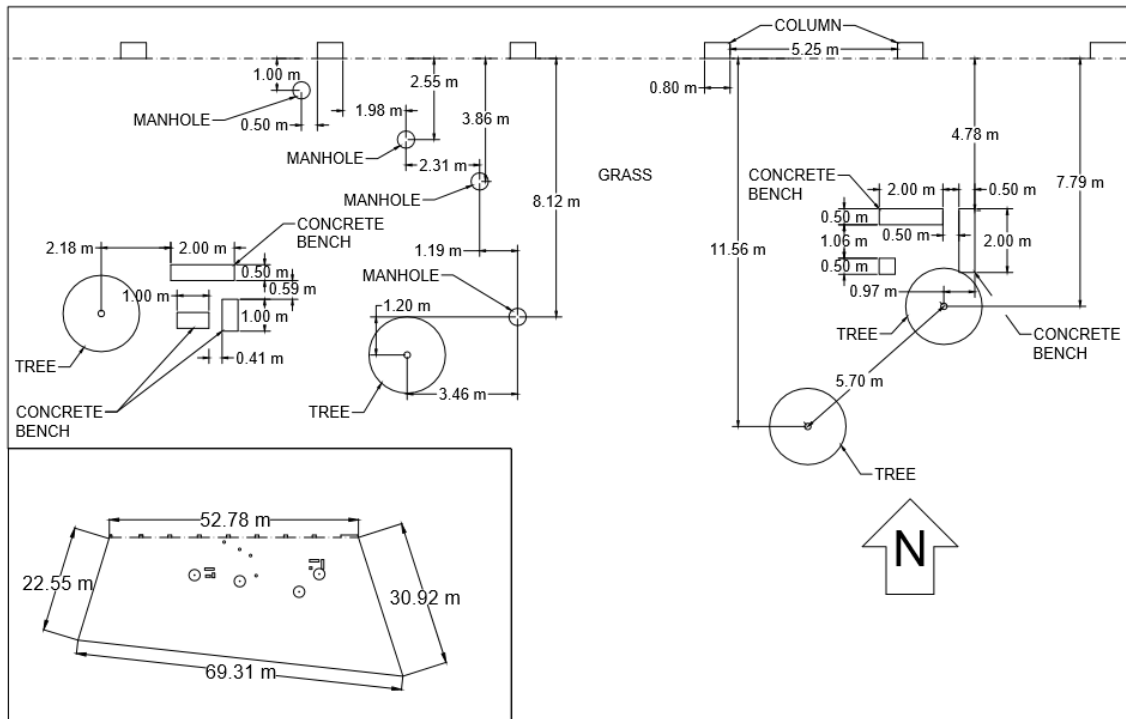 COLUMN
5.25 m
1.00 m
2.55 m
0.80 m
1.98 m
3.86 m
MANHOLE
0.50 m
4.78 m
MANHOLE
2.31 m
CONCRETE
BENCH
2.00 m
0.50 m
7.79 m
GRASS
MANHOLE
8.12 m
CONCRETE
BENCH
0.50 m
0.50 m
2.00 m
2.18 m
2.00 m
1.19 m
11.56 m
1.06 m
0.50 m
0.50 m
MANHOLE
0.59 m
0.97 m
1.00 m
1.20 m
1.00 m
TREE
CONCRETE
BENCH
0.41 m
TREE
5.70 m
3.46 m
TREE
CONCRETE
BENCH
TREE
52.78 m
N
22.55 m
30.92 m
69.31 m